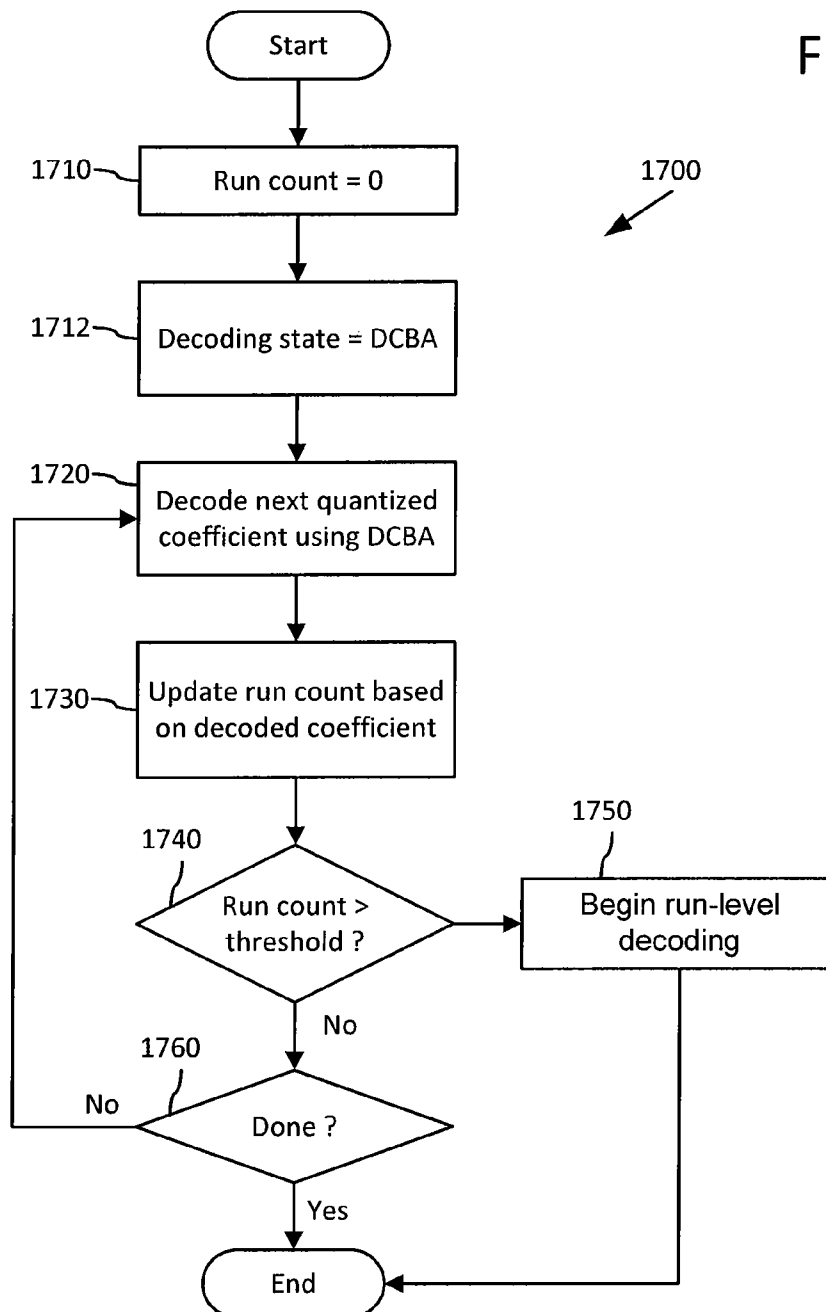 Start
F
1710
Run count = 0
1700
1712
Decoding state = DCBA
1720
Decode next quantized
coefficient using DCBA
1730
Update run count based
on decoded coefficient
1740
Run count >
threshold ?
1750
Begin run-level
decoding
No
1760
No
Done ?
Yes
End